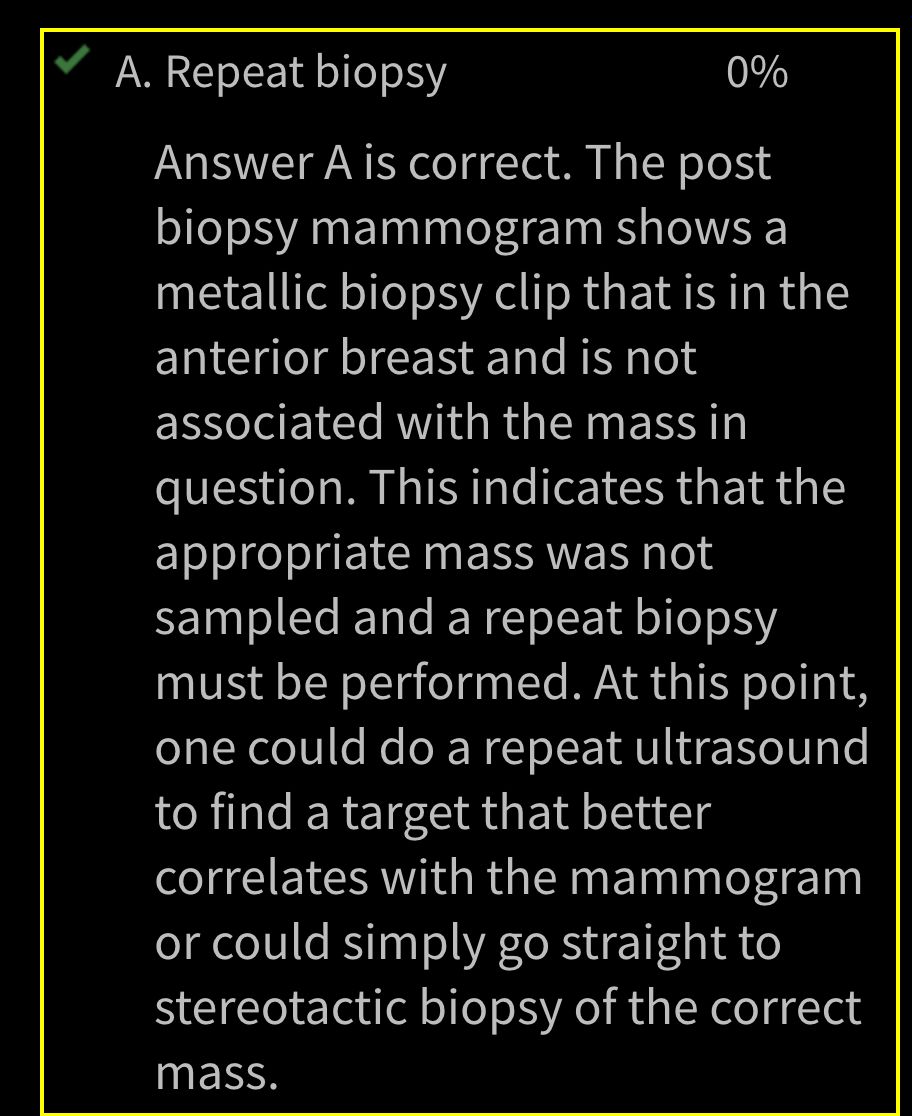 A. Repeat biopsy 0%
Answer A is correct. The post
biopsy mammogram shows a
metallic biopsy clip that is in the
anterior breast and is not
associated with the mass in
question. This indicates that the
appropriate mass was not
sampled and a repeat biopsy
must be performed. At this point,
one could do a repeat ultrasound
to find a target that better
correlates with the mammogram
or could simply go straight to
stereotactic biopsy of the correct
mass.